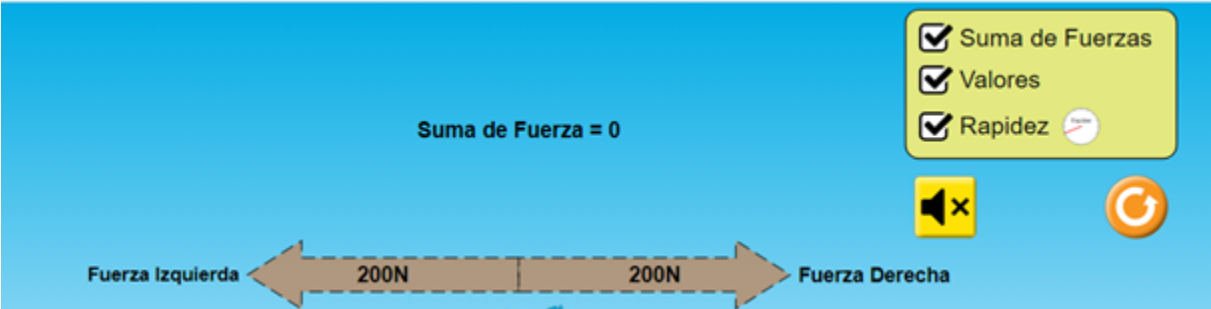 Suma de Fuerzas
Valores
Rapidez
Suma de Fuerza = 0
Fuerza Izquierda 200N 200N Fuerza Derecha